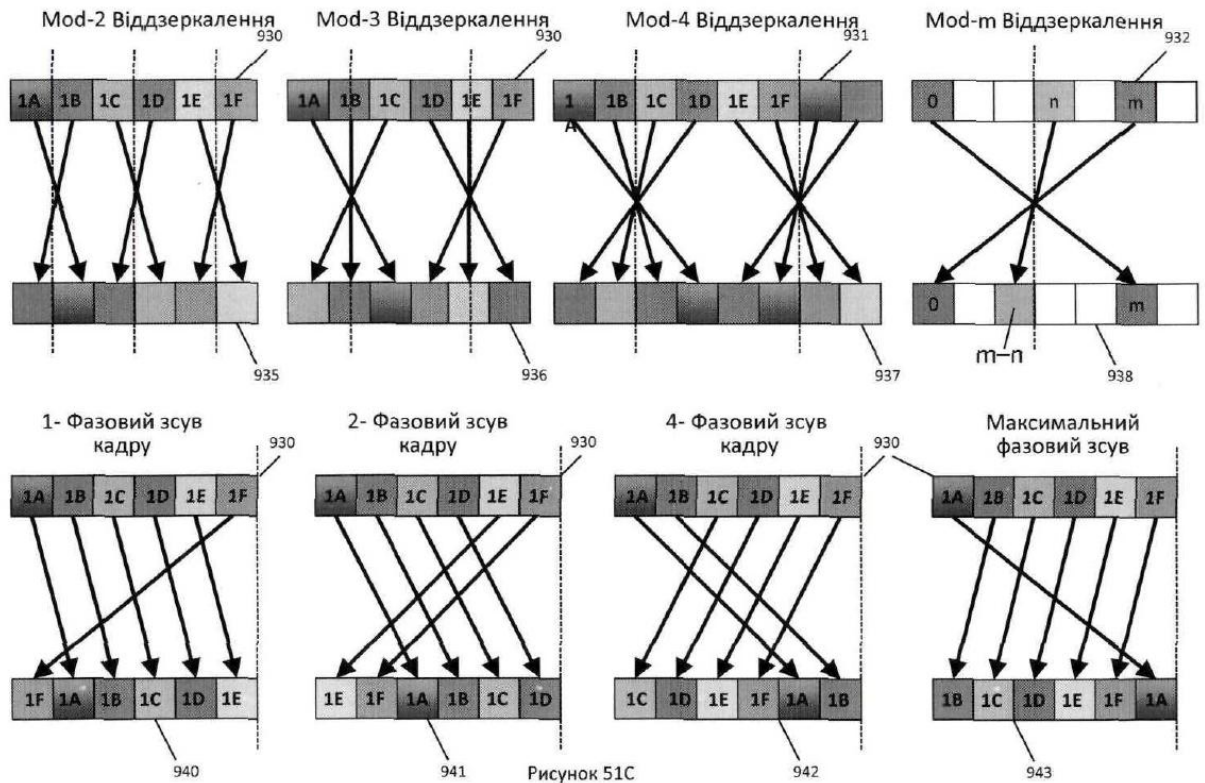 Mod-2 Віддзеркалення
Mod-3 Віддзеркалення
Mod-4 Віддзеркалення
Mod-m Віддзеркалення
930
930
931
932
1A 1B 1C 1D 1E 1F
1A 1B 1C 1D 1E 1F
1A 1B 1C 1D 1E 1F
0 n m
0 m
m–n
935
936
937
938
1- Фазовий зсув
кадру
2- Фазовий зсув
кадру
4- Фазовий зсув
кадру
Максимальний
фазовий зсув
930
930
930
1A 1B 1C 1D 1E 1F
1A 1B 1C 1D 1E 1F
1A 1B 1C 1D 1E 1F
1A 1B 1C 1D 1E 1F
1F 1A 1B 1C 1D 1E
1E 1F 1A 1B 1C 1D
1C 1D 1E 1F 1A 1B
1B 1C 1D 1E 1F 1A
940
941
942
943
Рисунок 51C